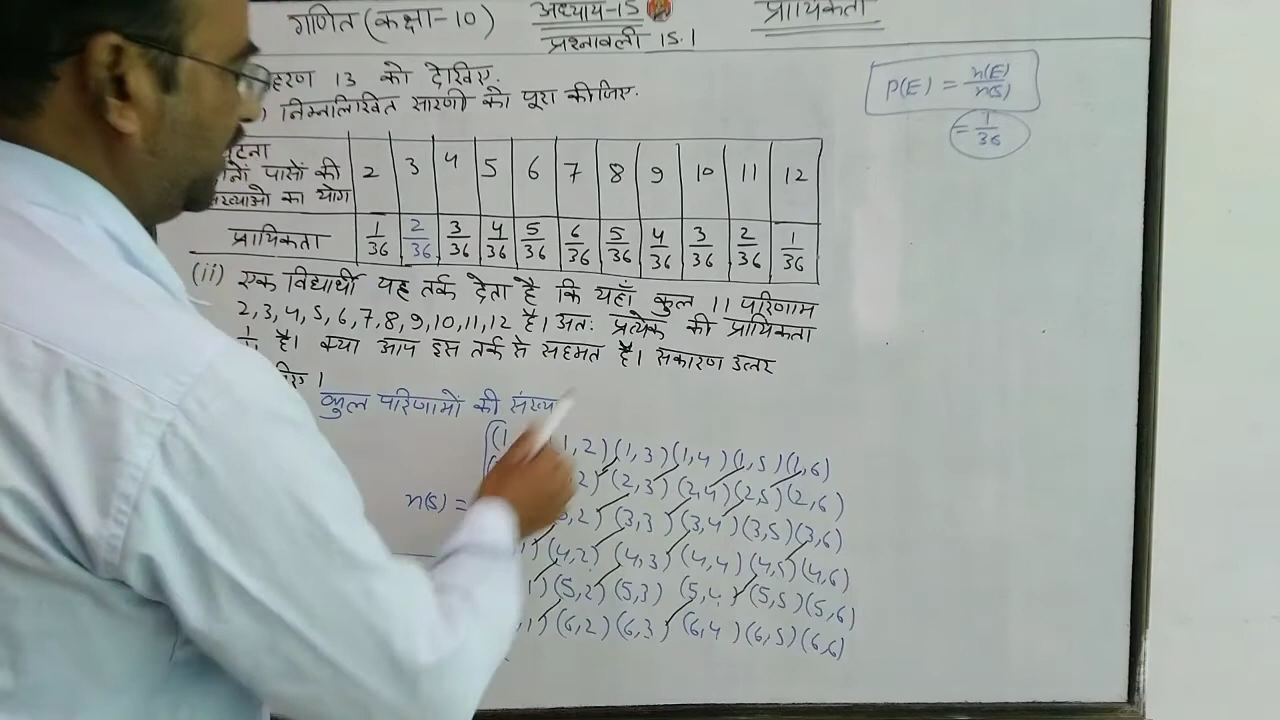 गणित (कक्षा-10) अध्याय-15 प्रायिकता
प्रश्नावली 15.1
13 को देखिए.
निम्नलिखित सारणी को पूरा कीजिए.
P(E) = n(E)/n(S)
= 1/36
पासों की 2 3 4 5 6 7 8 9 10 11 12
का योग
प्रायिकता 1/36 2/36 3/36 4/36 5/36 6/36 5/36 4/36 3/36 2/36 1/36
(ii) एक विद्यार्थी यह तर्क देता है कि यहाँ कुल 11 परिणाम
2,3,4,5,6,7,8,9,10,11,12 है। अतः प्रत्येक की प्रायिकता
है। क्या आप इस तर्क से सहमत है। सकारण उत्तर
कुल परिणामों की
(1,3) (1,4) (1,5) (1,6)
n(S) = (2,3) (2,4) (2,5) (2,6)
(3,3) (3,4) (3,5) (3,6)
(4,2) (4,3) (4,4) (4,5) (4,6)
(5,2) (5,3) (5,4) (5,5) (5,6)
(6,2) (6,3) (6,4) (6,5) (6,6)